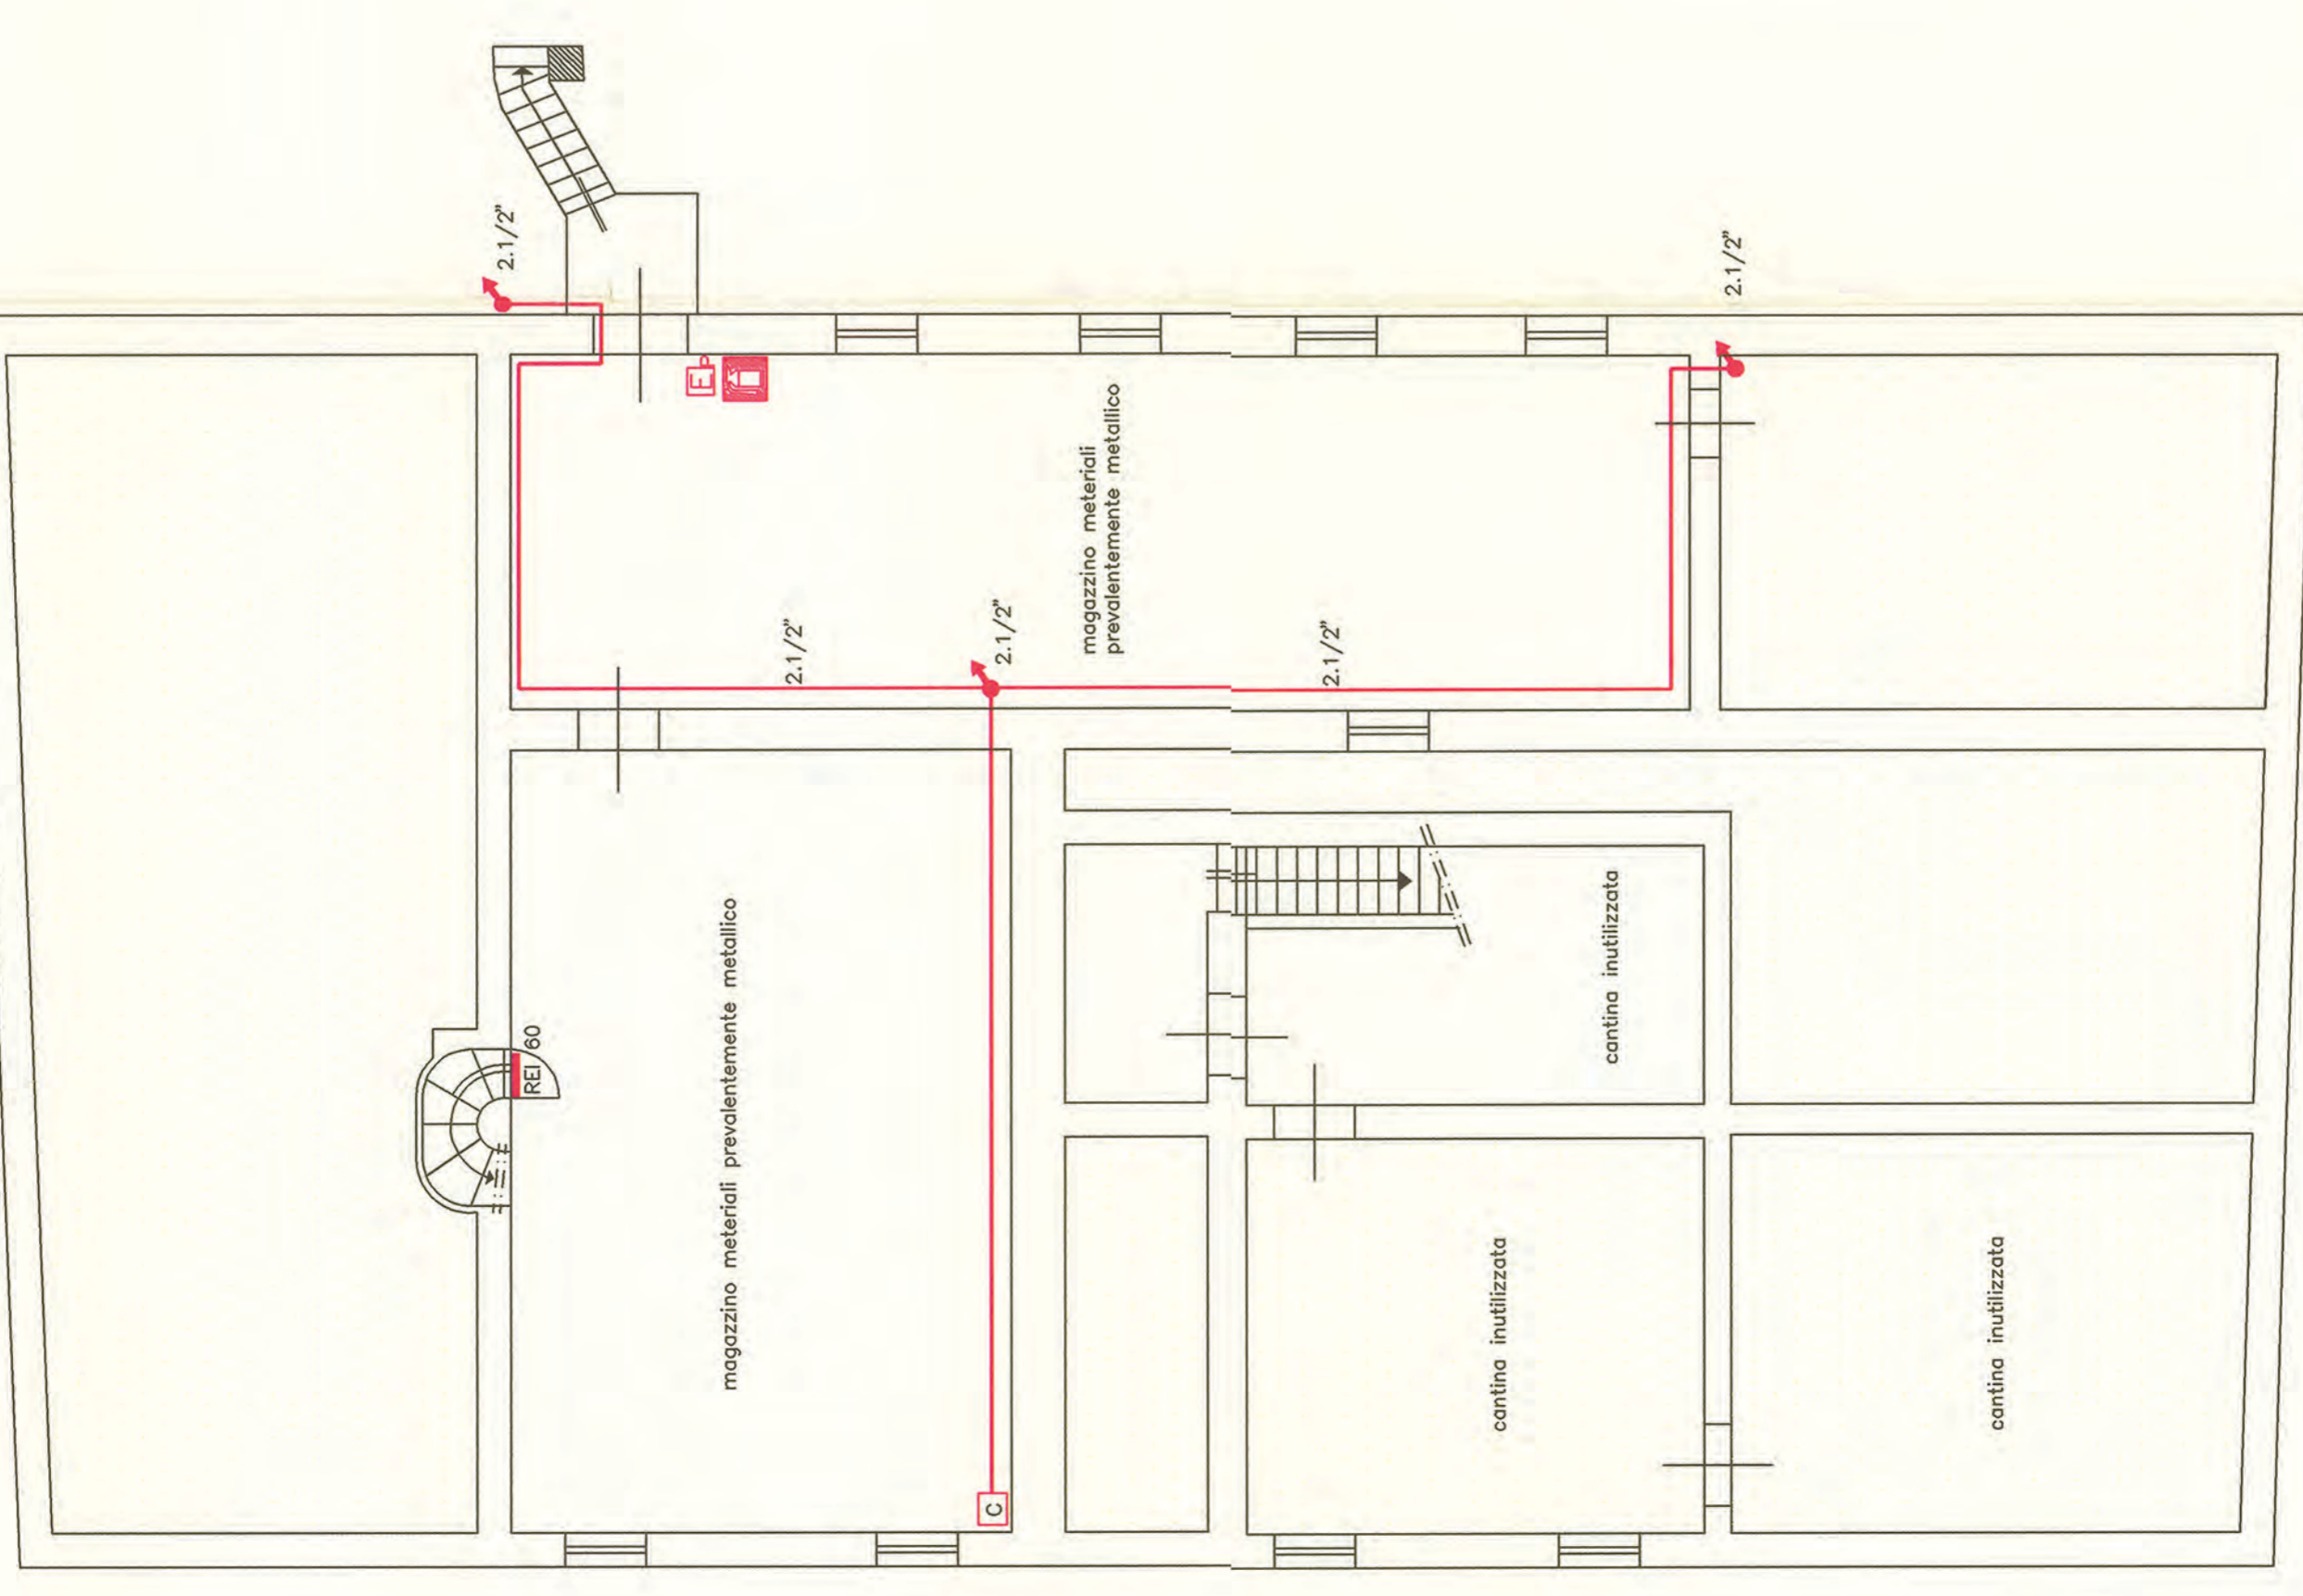 2.1/2"
2.1/2"
E
P
magazzino meteriali
prevalentemente metallico
2.1/2"
2.1/2"
2.1/2"
REI 60
magazzino meteriali prevalentemente metallico
cantina inutilizzata
cantina inutilizzata
cantina inutilizzata
C